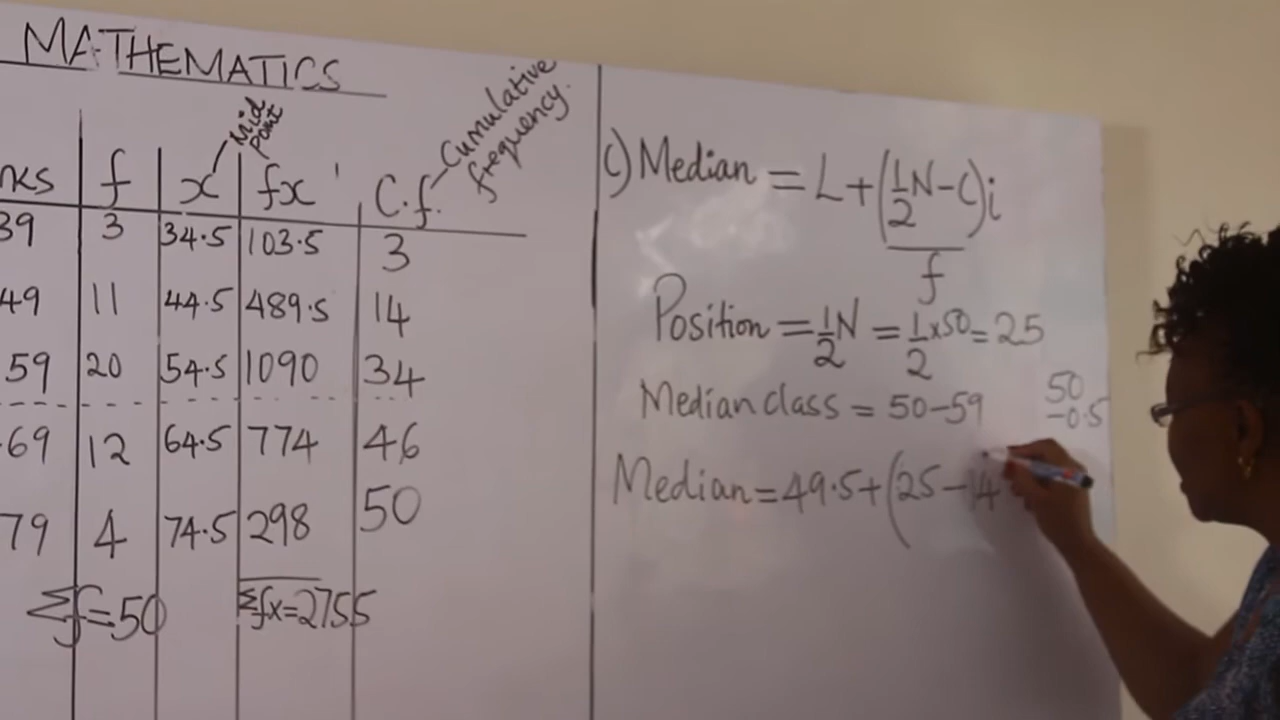 MATHEMATICS
Mid point
Cumulative frequency.
nks f x fx C.f.
39 3 34.5 103.5 3
49 11 44.5 489.5 14
59 20 54.5 1090 34
-69 12 64.5 774 46
79 4 74.5 298 50
Σf=50 Σfx=2755
c) Median = L+(½N-C)i
f
Position = ½N = ½×50=25
Median class = 50-59
50
-0.5
Median=49.5+(25-14